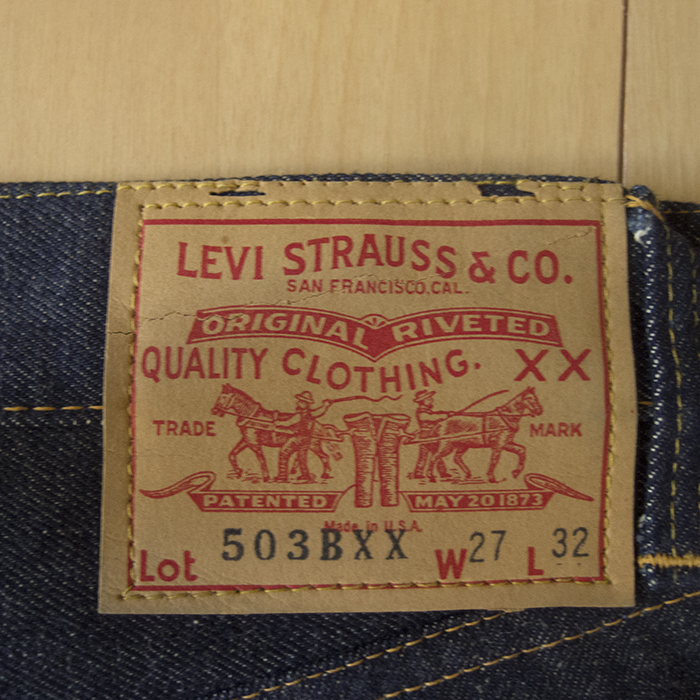 LEVI STRAUSS & CO.
SAN FRANCISCO, CAL.
ORIGINAL RIVETED
QUALITY CLOTHING. XX
TRADE MARK
PATENTED MAY 20 1873
Made in U.S.A.
Lot 503BXX W27 L 32